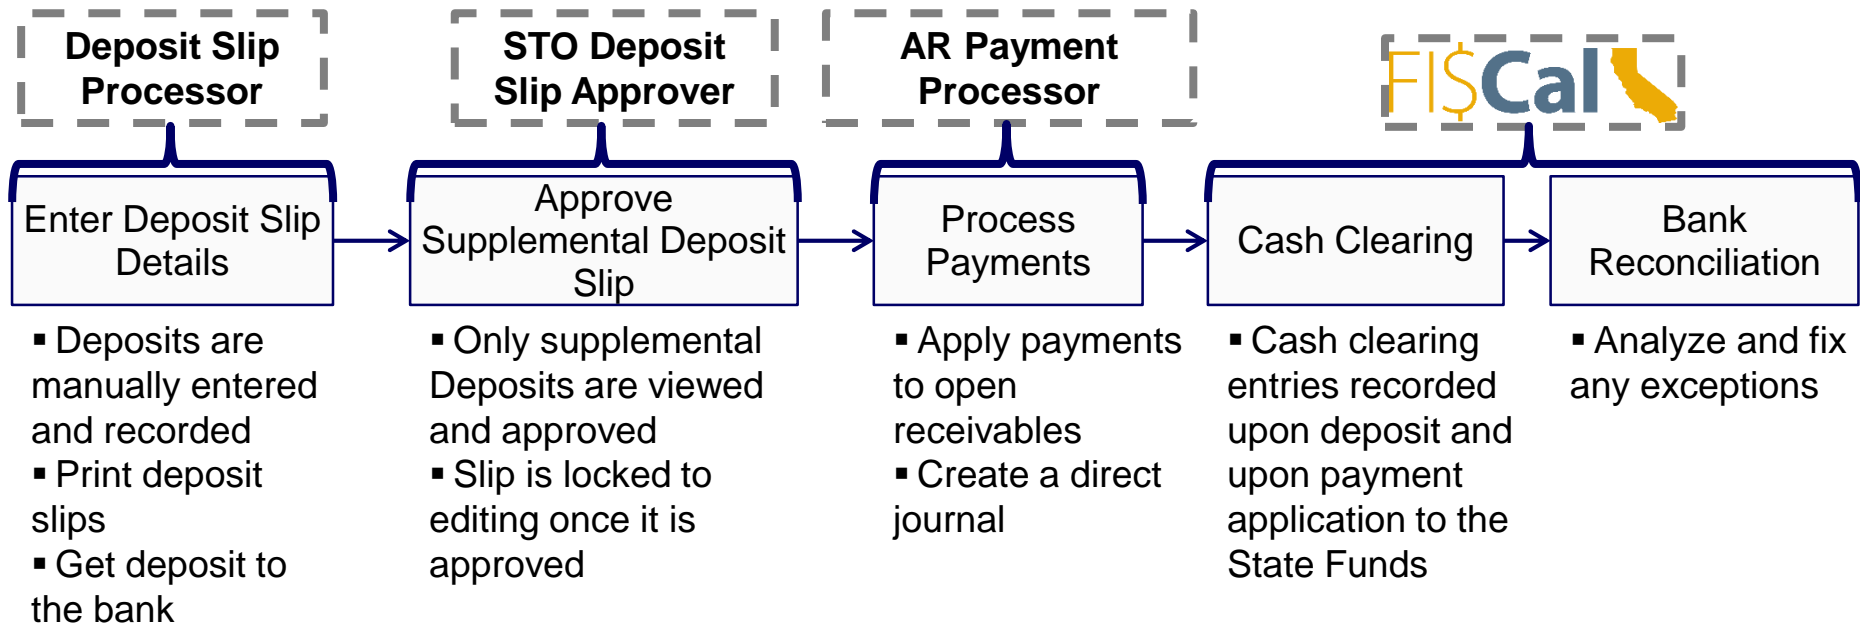 Deposit Slip
Processor
STO Deposit
Slip Approver
AR Payment
Processor
FI$Cal
Enter Deposit Slip
Details
Approve
Supplemental Deposit
Slip
Process
Payments
Cash Clearing
Bank
Reconciliation
▪ Deposits are
manually entered
and recorded
▪ Print deposit
slips
▪ Get deposit to
the bank
▪ Only supplemental
Deposits are viewed
and approved
▪ Slip is locked to
editing once it is
approved
▪ Apply payments
to open
receivables
▪ Create a direct
journal
▪ Cash clearing
entries recorded
upon deposit and
upon payment
application to the
State Funds
▪ Analyze and fix
any exceptions